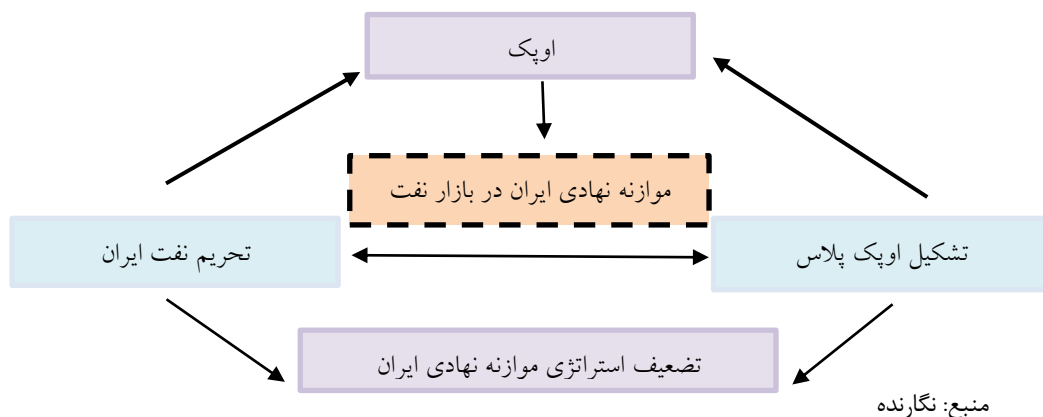 اوپک
موازنه نهادی ایران در بازار نفت
تشکیل اوپک پلاس
تحریم نفت ایران
تضعیف استراتژی موازنه نهادی ایران
منبع: نگارنده